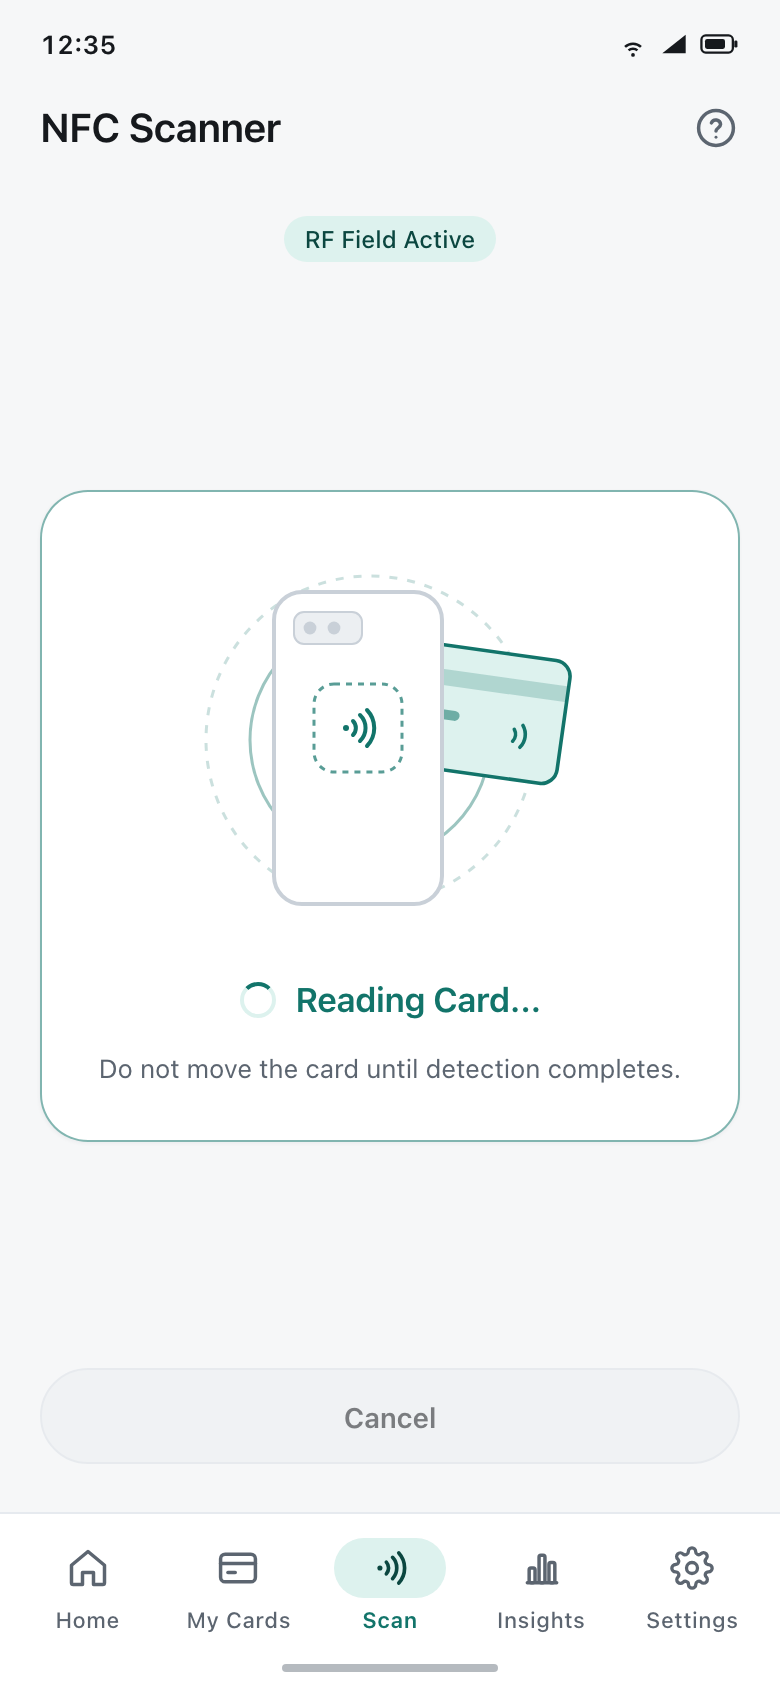 12:35
NFC Scanner
RF Field Active
Reading Card...
Do not move the card until detection completes.
Cancel
Home
My Cards
Scan
Insights
Settings